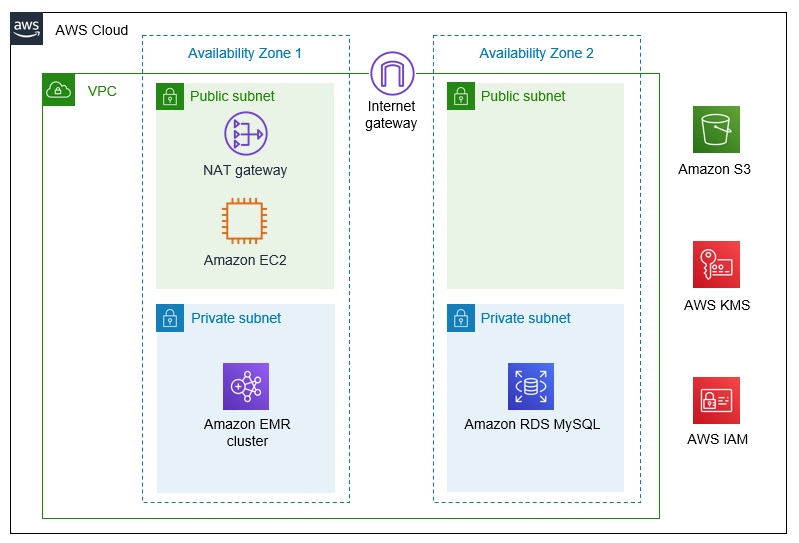 aws
AWS Cloud
Availability Zone 1
Availability Zone 2
VPC
Internet
gateway
Public subnet
NAT gateway
Amazon EC2
Public subnet
Private subnet
Amazon EMR
cluster
Private subnet
Amazon RDS MySQL
Amazon S3
AWS KMS
AWS IAM